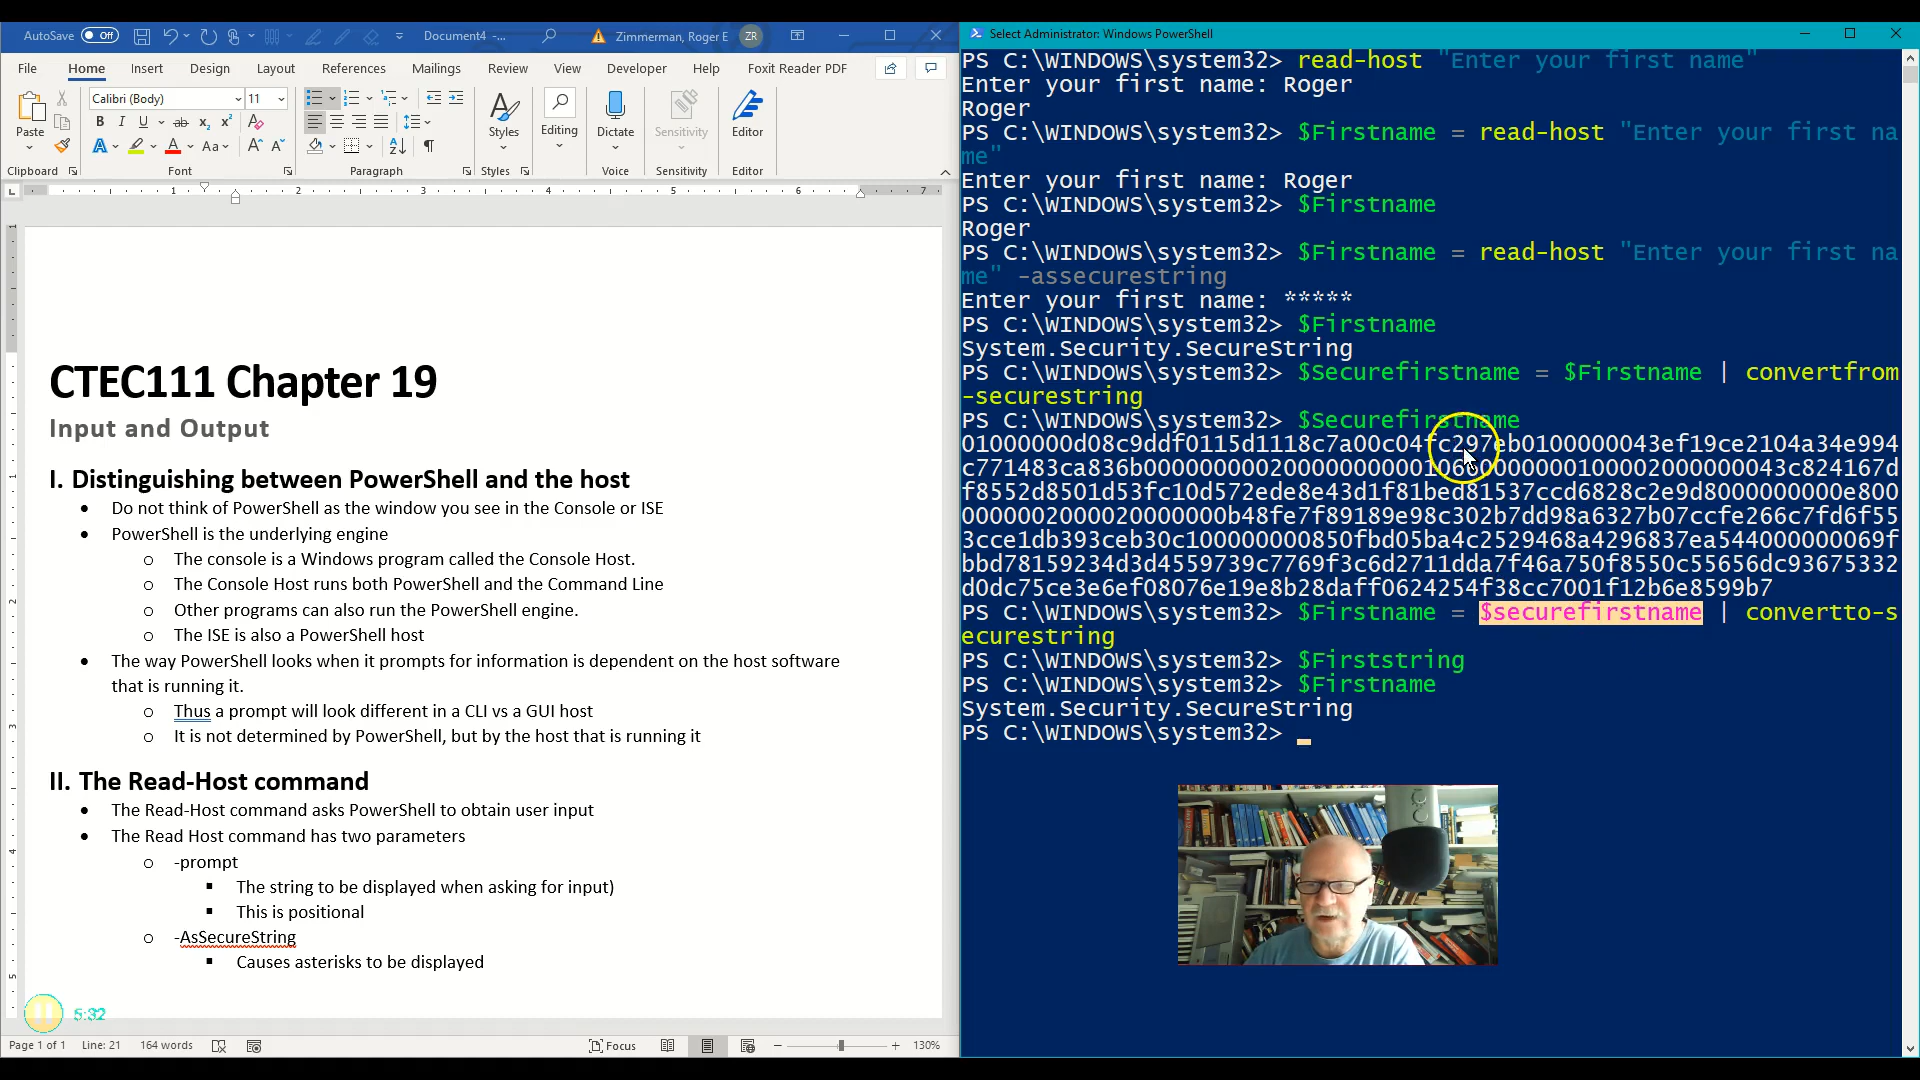 AutoSave Off Document4 -... Zimmerman, Roger E ZR
File Home Insert Design Layout References Mailings Review View Developer Help Foxit Reader PDF
Calibri (Body) 11
Paste Styles Editing Dictate Sensitivity Editor
Clipboard Font Paragraph Styles Voice Sensitivity Editor
CTEC111 Chapter 19
Input and Output
I. Distinguishing between PowerShell and the host
• Do not think of PowerShell as the window you see in the Console or ISE
• PowerShell is the underlying engine
o The console is a Windows program called the Console Host.
o The Console Host runs both PowerShell and the Command Line
o Other programs can also run the PowerShell engine.
o The ISE is also a PowerShell host
• The way PowerShell looks when it prompts for information is dependent on the host software
that is running it.
o Thus a prompt will look different in a CLI vs a GUI host
o It is not determined by PowerShell, but by the host that is running it
II. The Read-Host command
• The Read-Host command asks PowerShell to obtain user input
• The Read Host command has two parameters
o -prompt
▪ The string to be displayed when asking for input)
▪ This is positional
o -AsSecureString
▪ Causes asterisks to be displayed
5:32
Page 1 of 1 Line: 21 164 words Focus 130%
Select Administrator: Windows PowerShell
PS C:\WINDOWS\system32> read-host "Enter your first name"
Enter your first name: Roger
Roger
PS C:\WINDOWS\system32> $Firstname = read-host "Enter your first na
me"
Enter your first name: Roger
PS C:\WINDOWS\system32> $Firstname
Roger
PS C:\WINDOWS\system32> $Firstname = read-host "Enter your first na
me" -assecurestring
Enter your first name: *****
PS C:\WINDOWS\system32> $Firstname
System.Security.SecureString
PS C:\WINDOWS\system32> $Securefirstname = $Firstname | convertfrom
-securestring
PS C:\WINDOWS\system32> $Securefirstname
01000000d08c9ddf0115d1118c7a00c04fc297eb0100000043ef19ce2104a34e994
c771483ca836b0000000002000000000010660000000100002000000043c824167d
f8552d8501d53fc10d572ede8e43d1f81bed81537ccd6828c2e9d8000000000e800
0000002000020000000b48fe7f89189e98c302b7dd98a6327b07ccfe266c7fd6f55
3cce1db393ceb30c100000000850fbd05ba4c2529468a4296837ea544000000069f
bbd78159234d3d4559739c7769f3c6d2711dda7f46a750f8550c55656dc93675332
d0dc75ce3e6ef08076e19e8b28daff0624254f38cc7001f12b6e8599b7
PS C:\WINDOWS\system32> $Firstname = $securefirstname | convertto-s
ecurestring
PS C:\WINDOWS\system32> $Firststring
PS C:\WINDOWS\system32> $Firstname
System.Security.SecureString
PS C:\WINDOWS\system32>